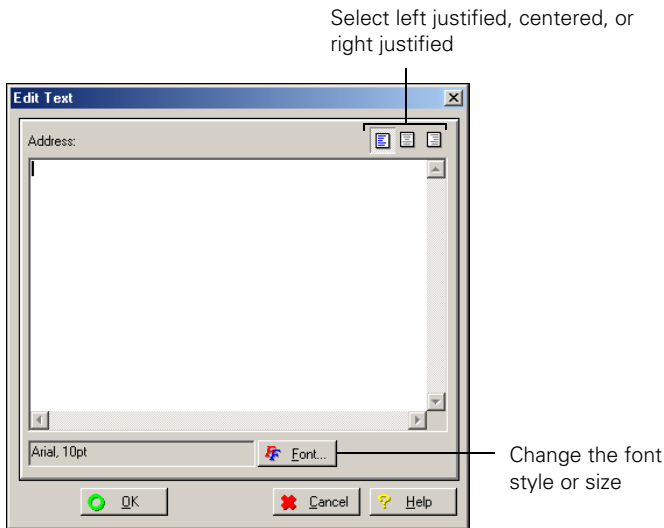 Select left justified, centered, or
right justified
Edit Text
Address:
Arial, 10pt
Font...
Change the font
style or size
OK
Cancel
Help